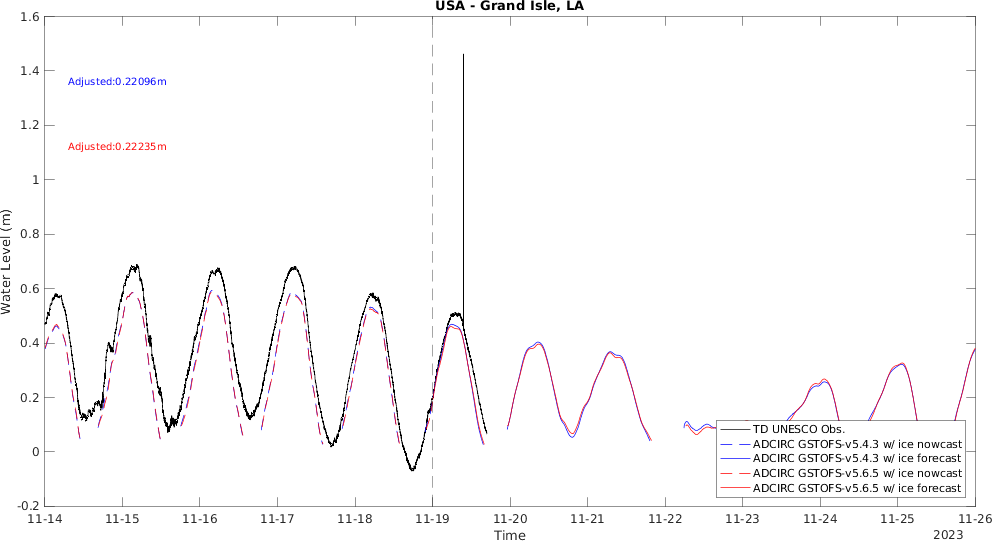 USA - Grand Isle, LA
1.6
1.4
1.2
1
0.8
0.6
0.4
0.2
0
-0.2
Water Level (m)
Adjusted:0.22096m
Adjusted:0.22235m
TD UNESCO Obs.
ADCIRC GSTOFS-v5.4.3 w/ ice nowcast
ADCIRC GSTOFS-v5.4.3 w/ ice forecast
ADCIRC GSTOFS-v5.6.5 w/ ice nowcast
ADCIRC GSTOFS-v5.6.5 w/ ice forecast
11-14 11-15 11-16 11-17 11-18 11-19 11-20 11-21 11-22 11-23 11-24 11-25 11-26
Time
2023